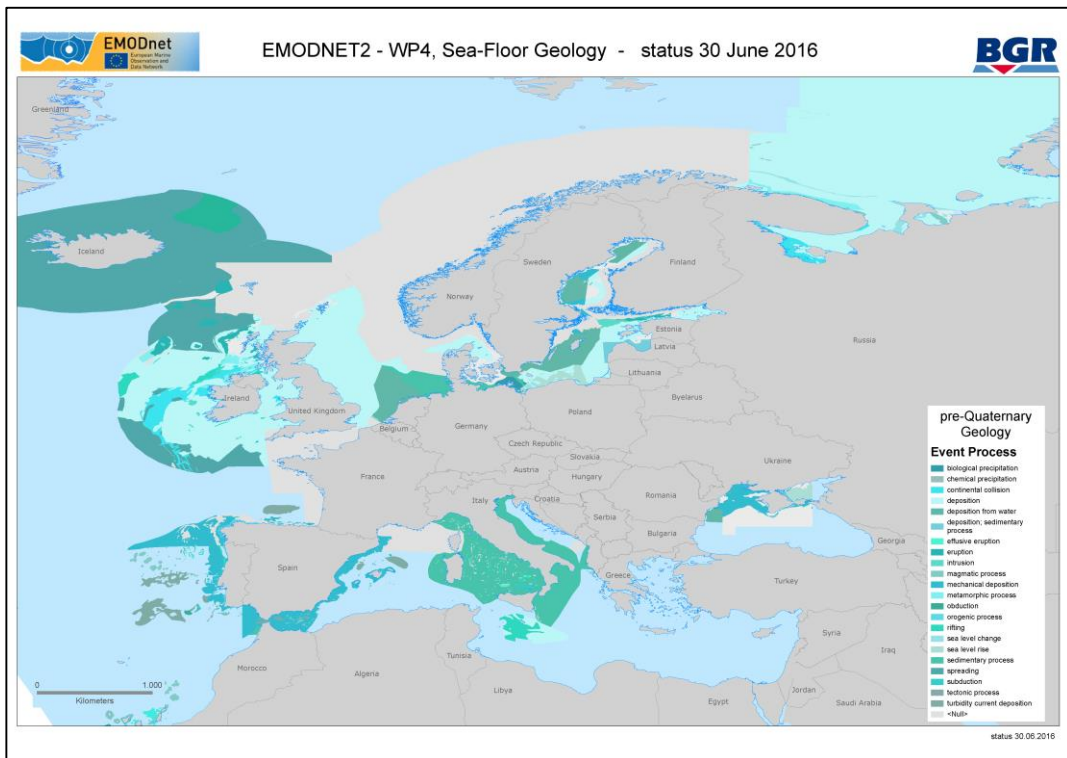 EMODnet
European Marine
Observation and
Data Network
EMODNET2 - WP4, Sea-Floor Geology - status 30 June 2016
BGR
Greenland
Iceland
Sweden
Finland
Norway
Russia
Estonia
Latvia
Lithuania
Ireland
United Kingdom
Byelarus
Poland
Belgium
Germany
Czech Republic
Ukraine
Slovakia
Austria
Hungary
France
Romania
Italy
Croatia
Serbia
Bulgaria
Georgia
Spain
Greece
Turkey
Syria
Iraq
Morocco
Algeria
Tunisia
Libya
Egypt
Jordan
Saudi Arabia
0 1.000
Kilometers
pre-Quaternary
Geology
Event Process
biological precipitation
chemical precipitation
continental collision
deposition
deposition from water
deposition; sedimentary
process
effusive eruption
eruption
intrusion
magmatic process
mechanical deposition
metamorphic process
obduction
orogenic process
rifting
sea level change
sea level rise
sedimentary process
spreading
subduction
tectonic process
turbidity current deposition
<Null>
status 30.06.2016